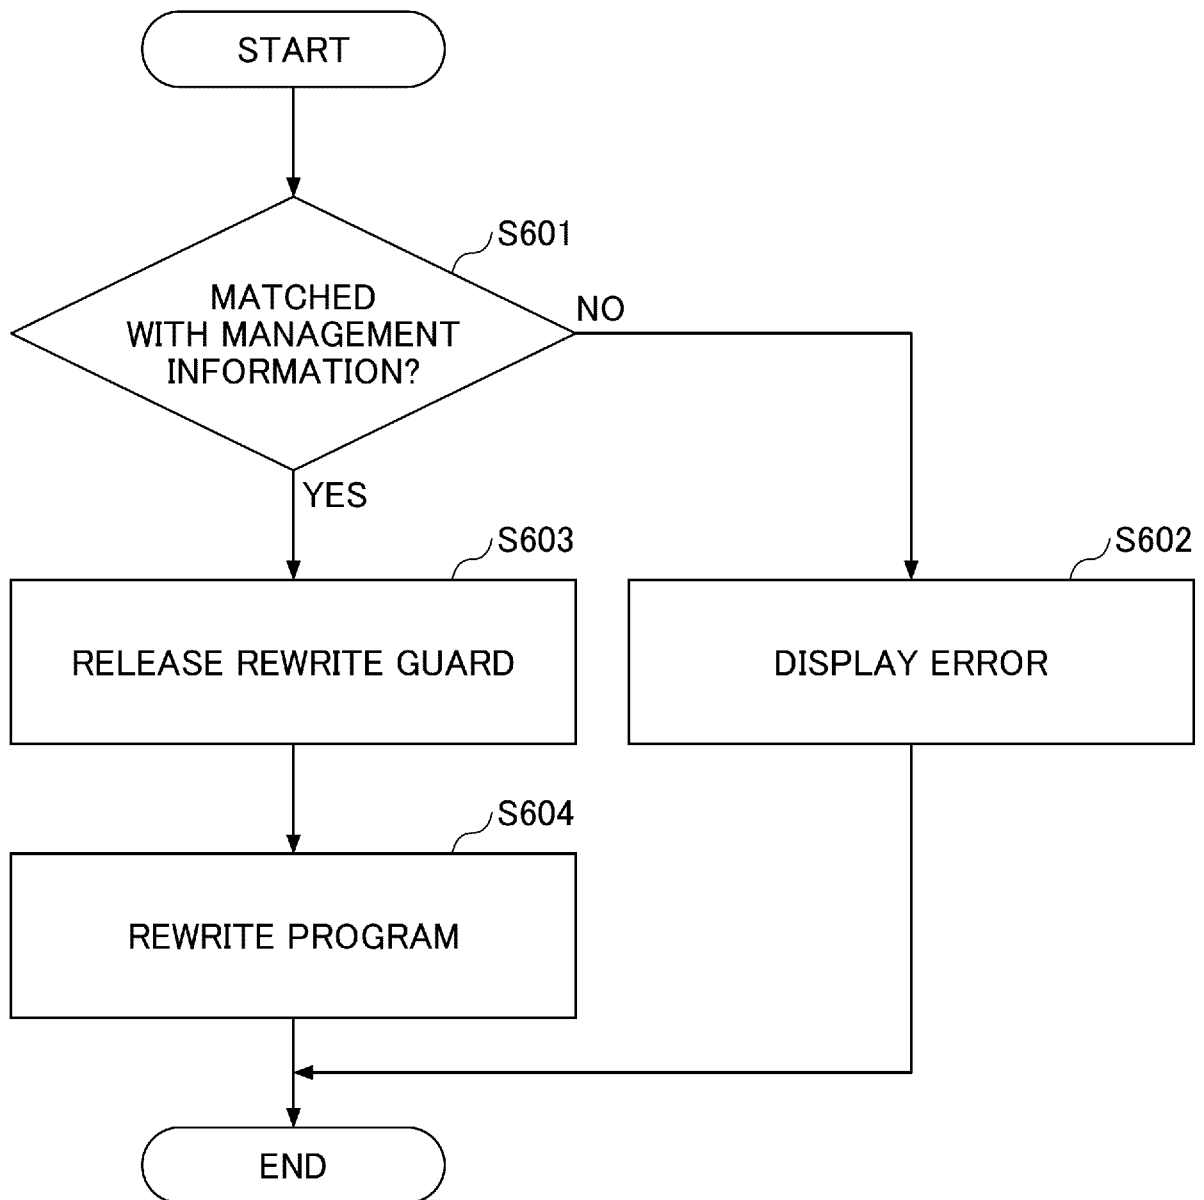 START
S601
MATCHED
WITH MANAGEMENT
INFORMATION?
NO
YES
S603
RELEASE REWRITE GUARD
S602
DISPLAY ERROR
S604
REWRITE PROGRAM
END